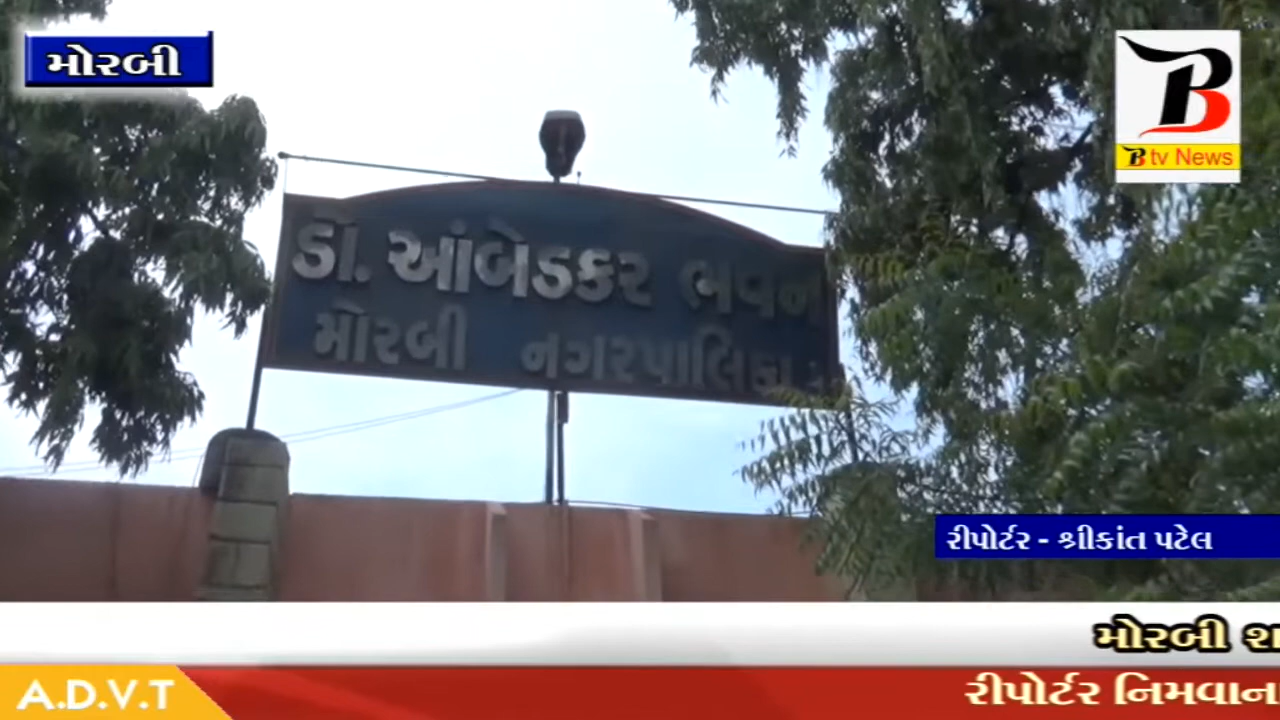 મોરબી
B
B tv News
ડૉ. આંબેડકર ભવન
મોરબી નગરપાલિકા
રીપોર્ટર - શ્રીકાંત પટેલ
મોરબી શ
A.D.V.T
રીપોર્ટર નિમવાના